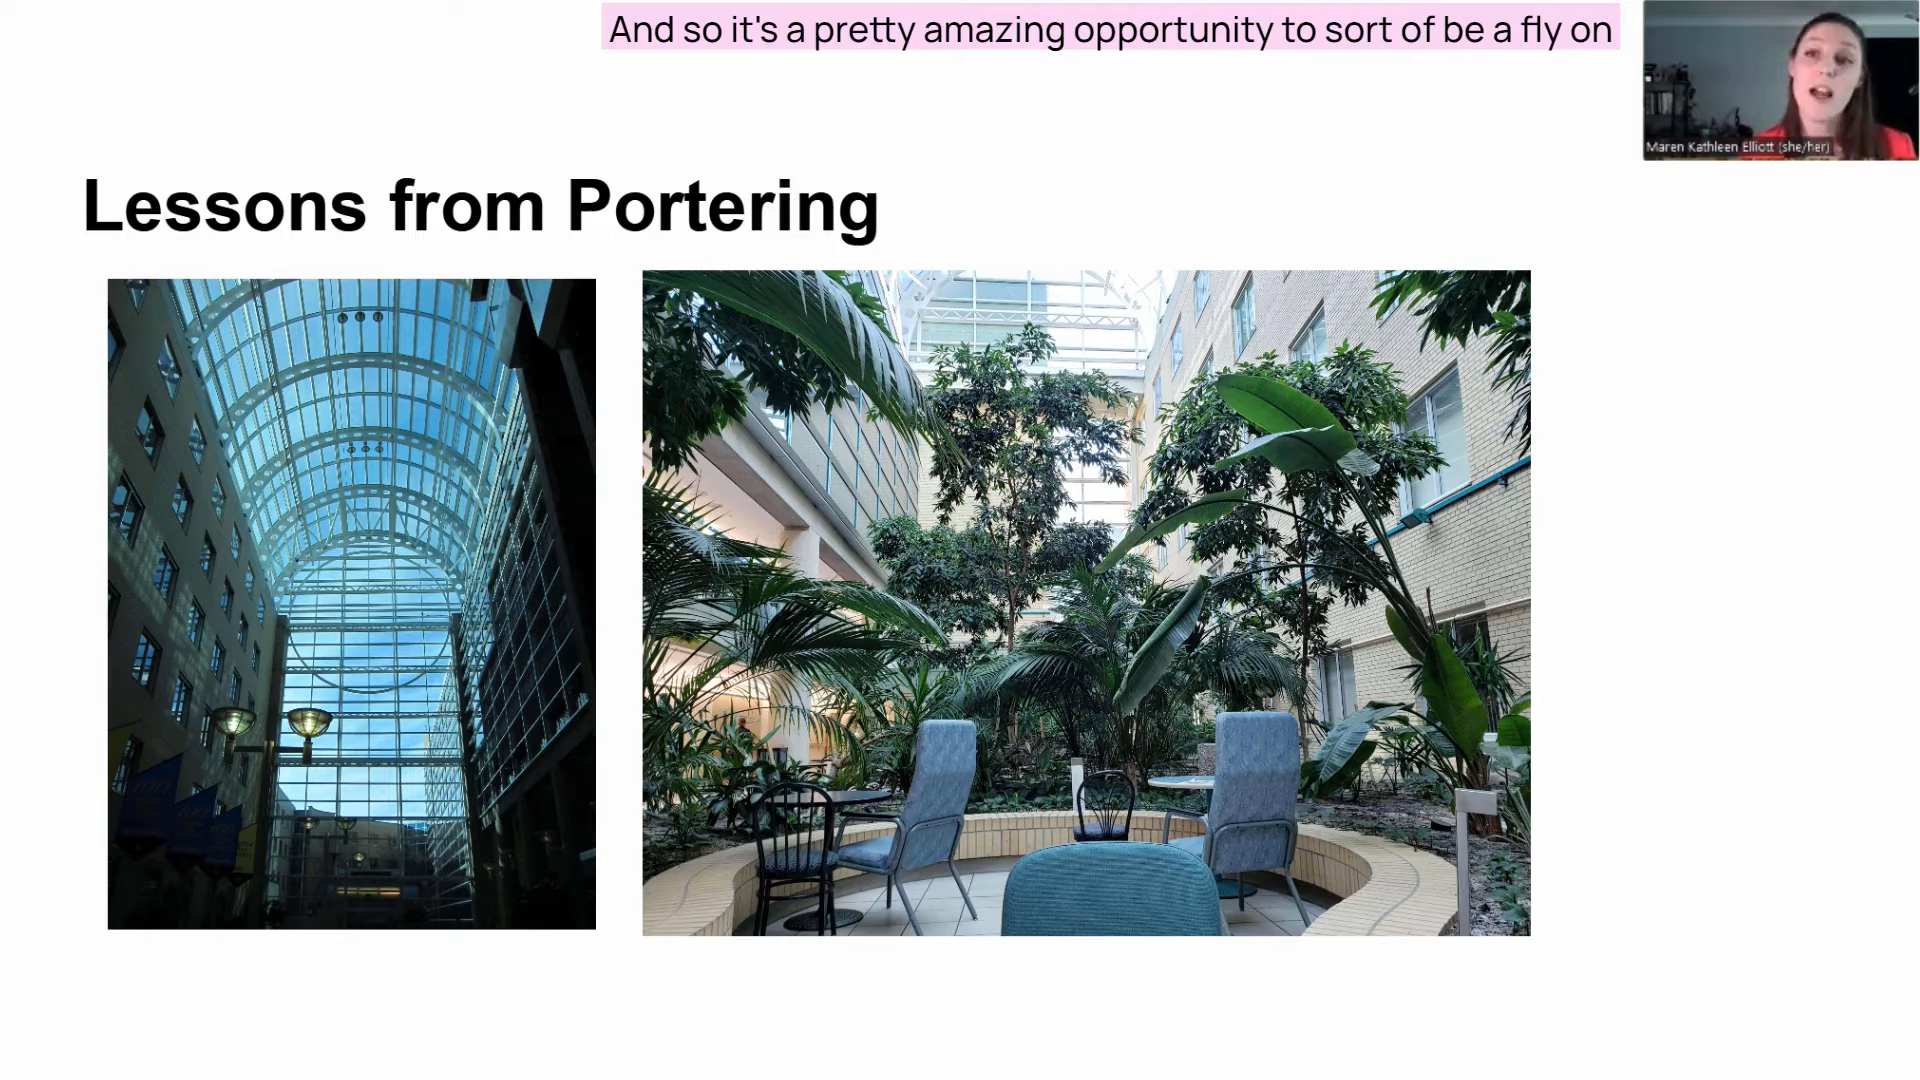 And so it's a pretty amazing opportunity to sort of be a fly on
Maren Kathleen Elliott (she/her)
Lessons from Portering